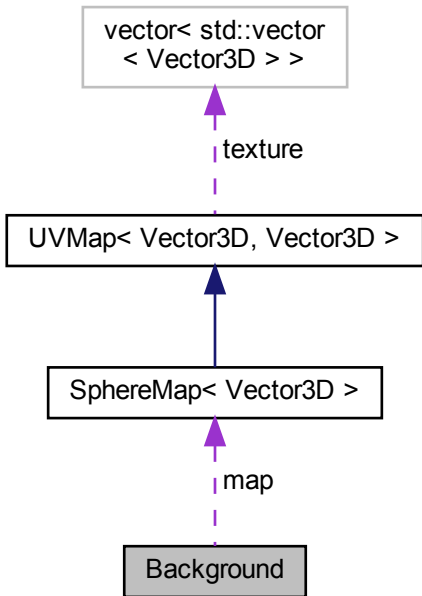 vector< std::vector
< Vector3D > >
texture
UVMap< Vector3D, Vector3D >
SphereMap< Vector3D >
map
Background